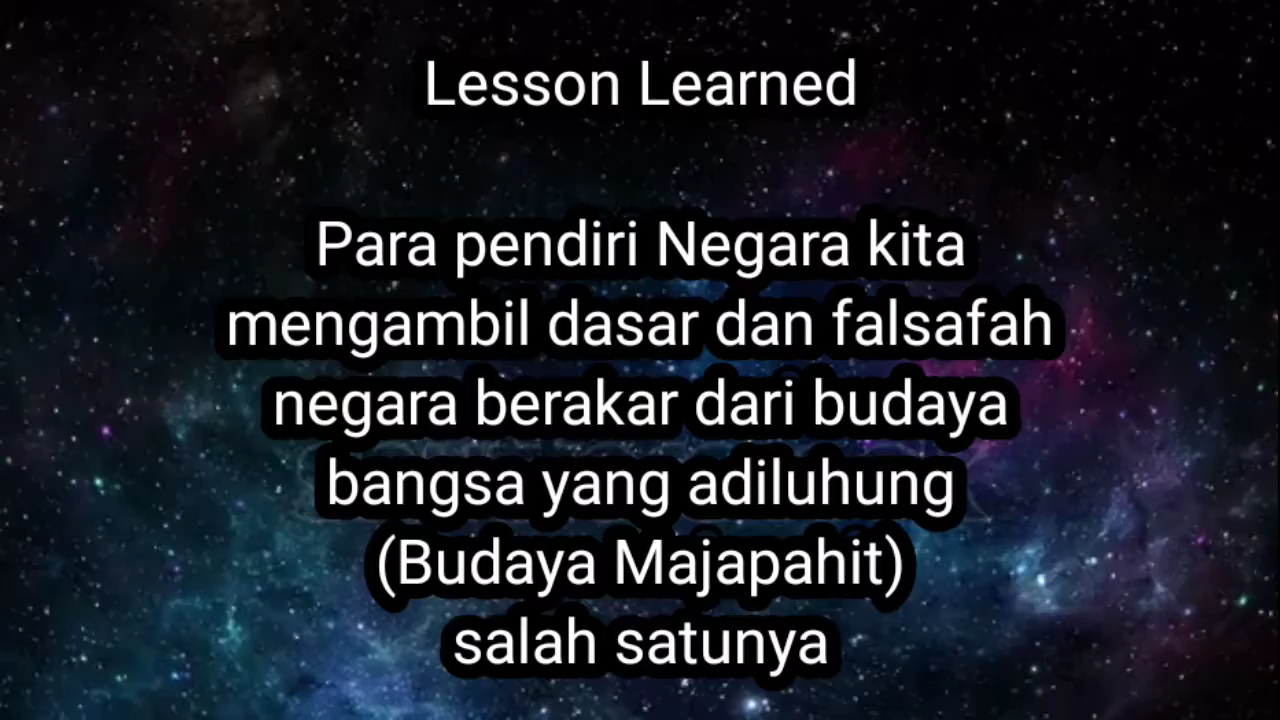 Lesson Learned
Para pendiri Negara kita
mengambil dasar dan falsafah
negara berakar dari budaya
bangsa yang adiluhung
(Budaya Majapahit)
salah satunya